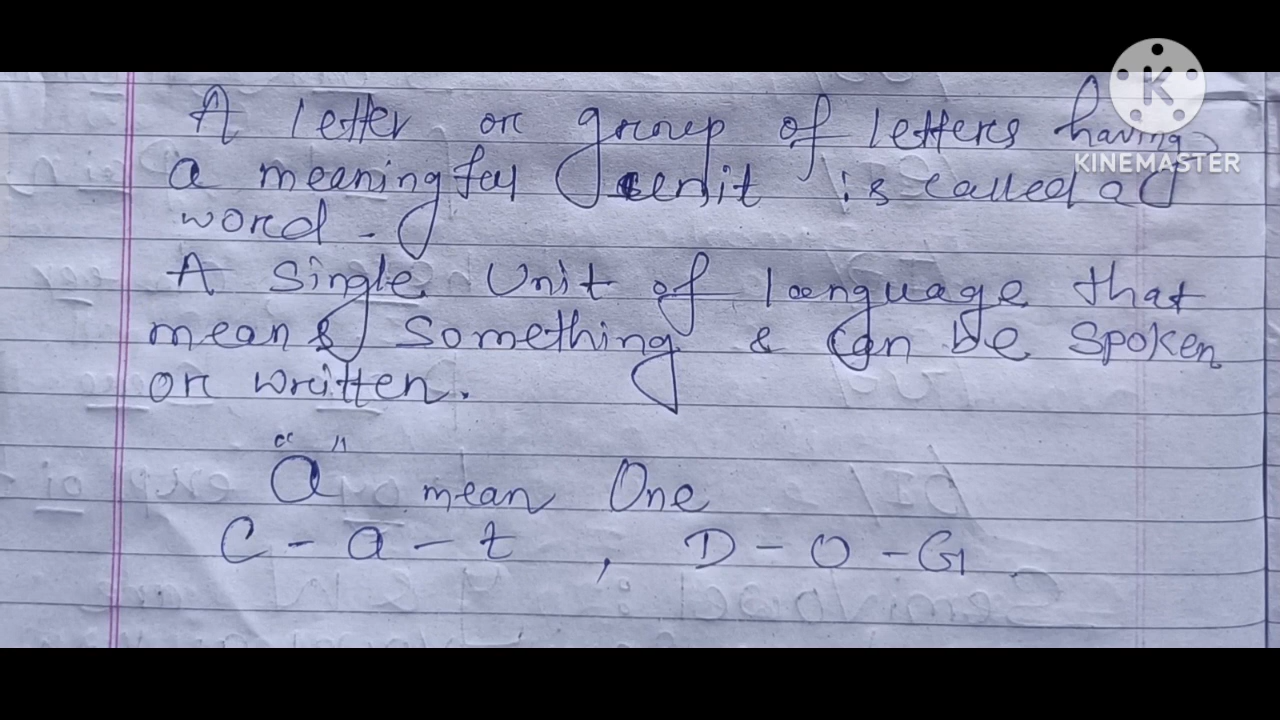 A letter or group of letters having
a meaningful unit is called a
word.
A single Unit of language that
means something & can be spoken
or written.
"a" mean One
C - a - t , D - O - G
KINEMASTER